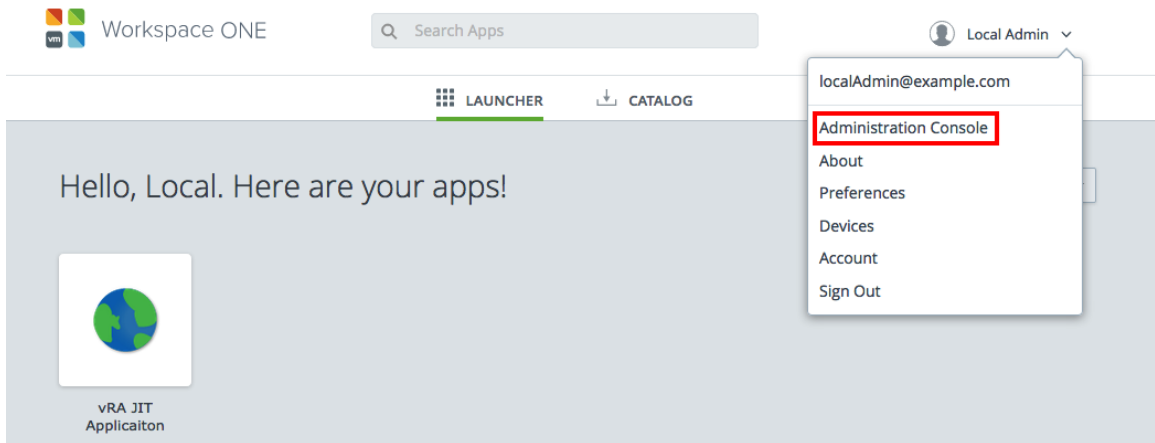 vm
Workspace ONE
Search Apps
Local Admin
localAdmin@example.com
LAUNCHER
CATALOG
Administration Console
About
Preferences
Devices
Account
Sign Out
Hello, Local. Here are your apps!
vRA JIT
Applicaiton